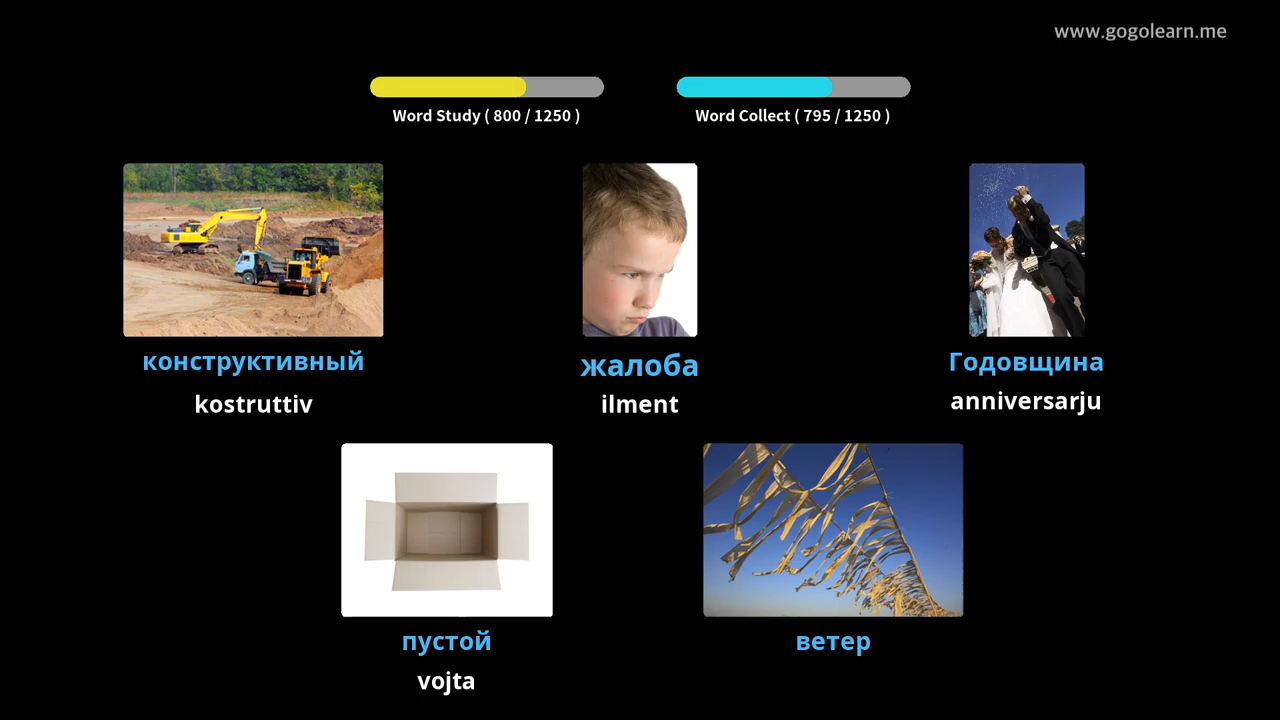 www.gogolearn.me
Word Study ( 800 / 1250 )
Word Collect ( 795 / 1250 )
конструктивный
жалоба
Годовщина
kostruttiv
ilment
anniversarju
пустой
ветер
vojta